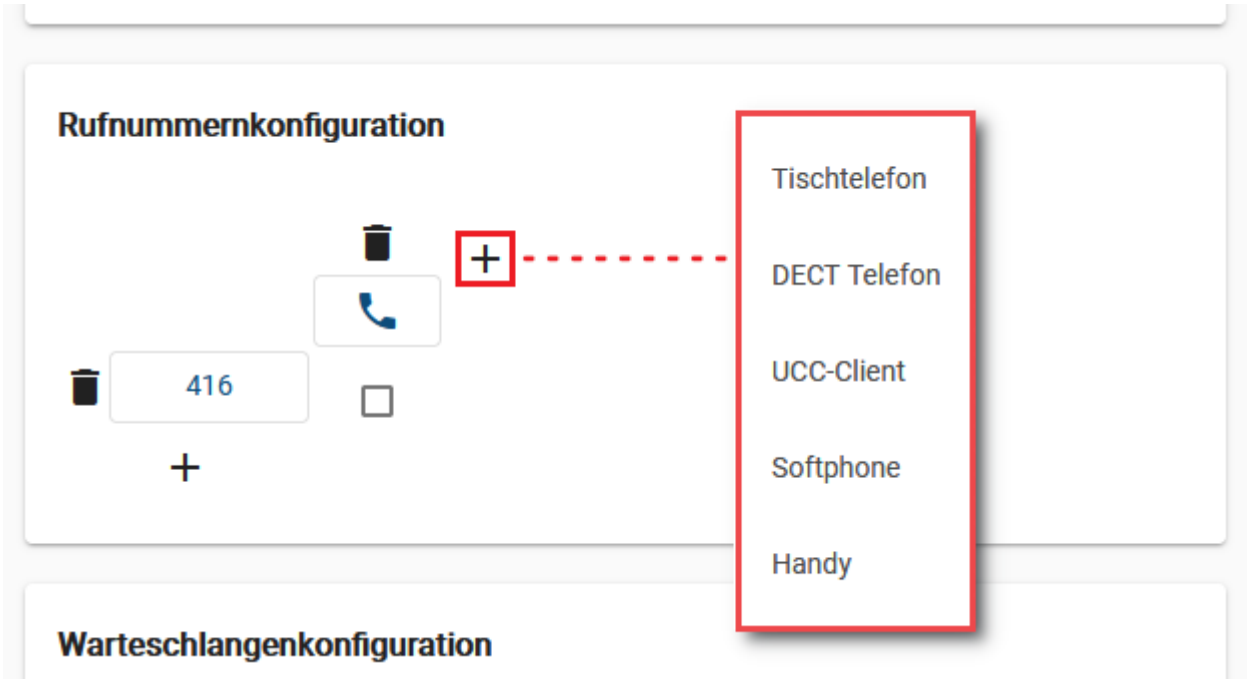 Rufnummernkonfiguration
Tischtelefon
DECT Telefon
UCC-Client
416
Softphone
Handy
Warteschlangenkonfiguration